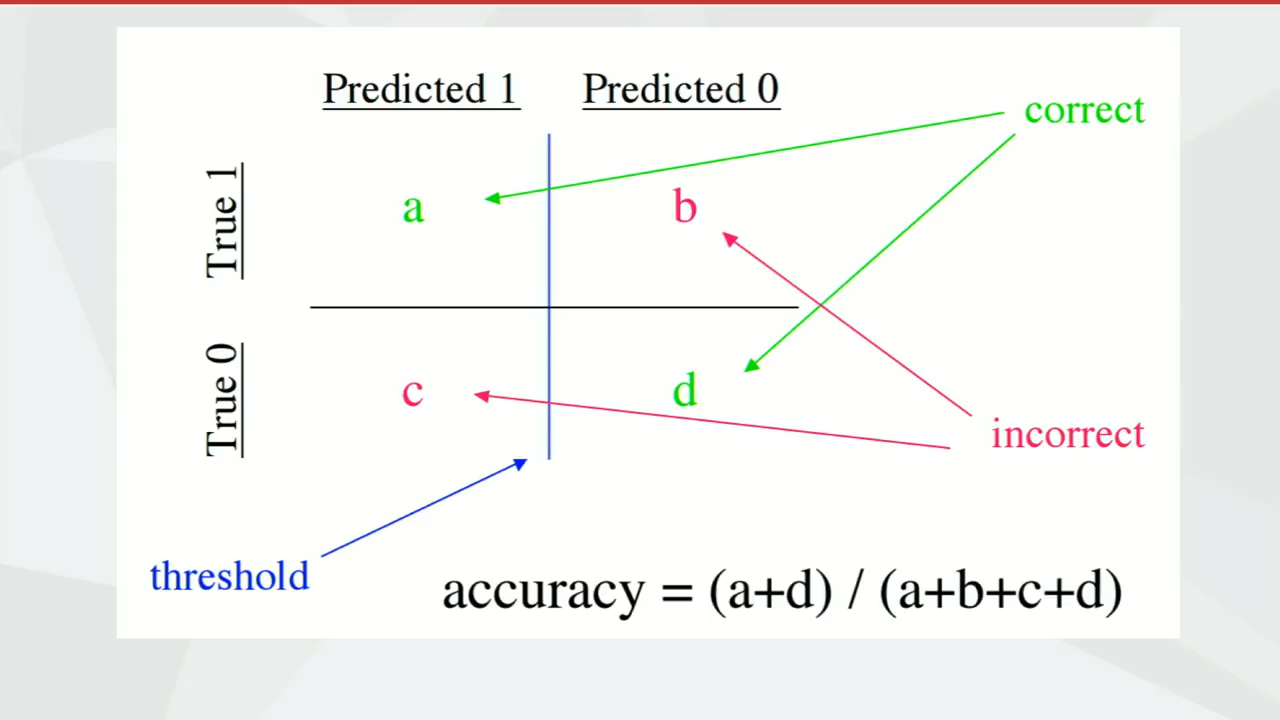 Predicted 1 Predicted 0
correct
True 1
a b
True 0
c d
incorrect
threshold
accuracy = (a+d) / (a+b+c+d)